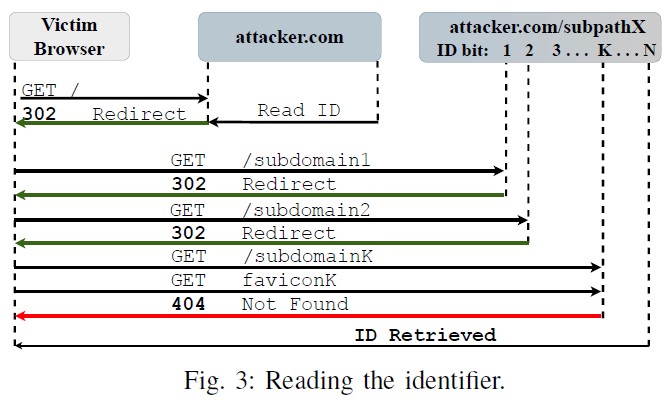 Victim Browser
attacker.com
attacker.com/subpathX
ID bit: 1 2 3... K...N
GET /
302 Redirect
Read ID
GET /subdomain1
302 Redirect
GET /subdomain2
302 Redirect
GET /subdomainK
GET faviconK
404 Not Found
ID Retrieved
Fig. 3: Reading the identifier.